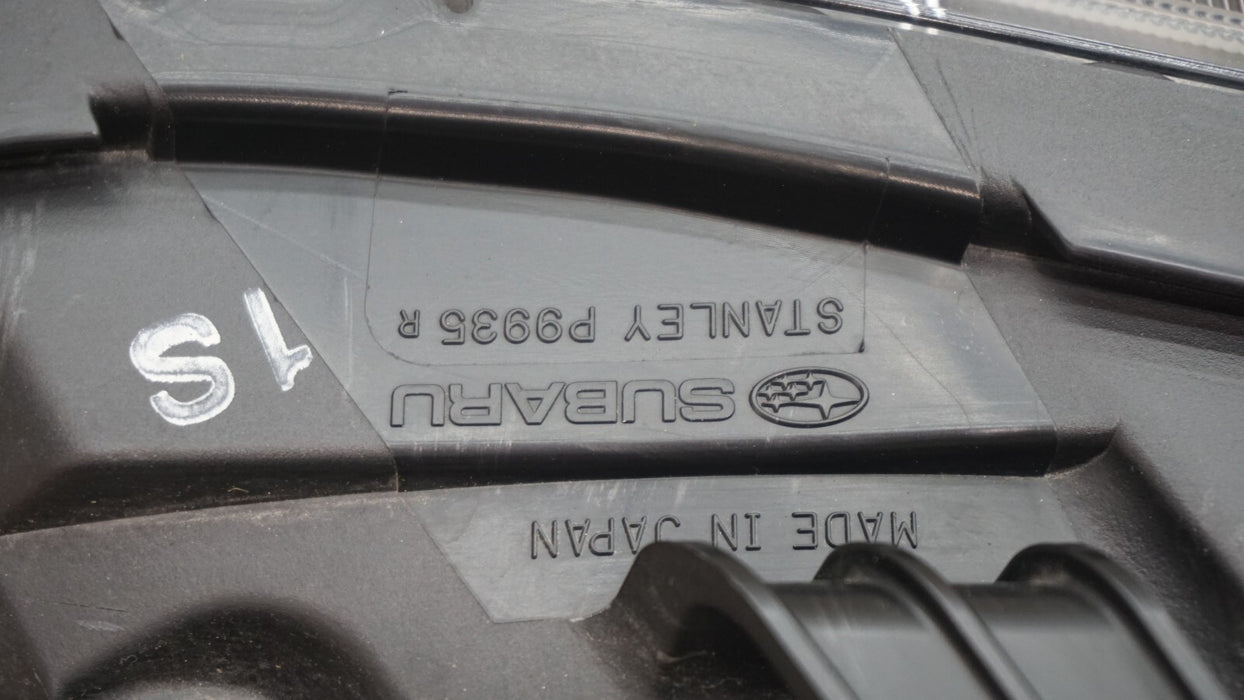 MADE IN JAPAN
SUBARU
STANLEY P9935 R
1S